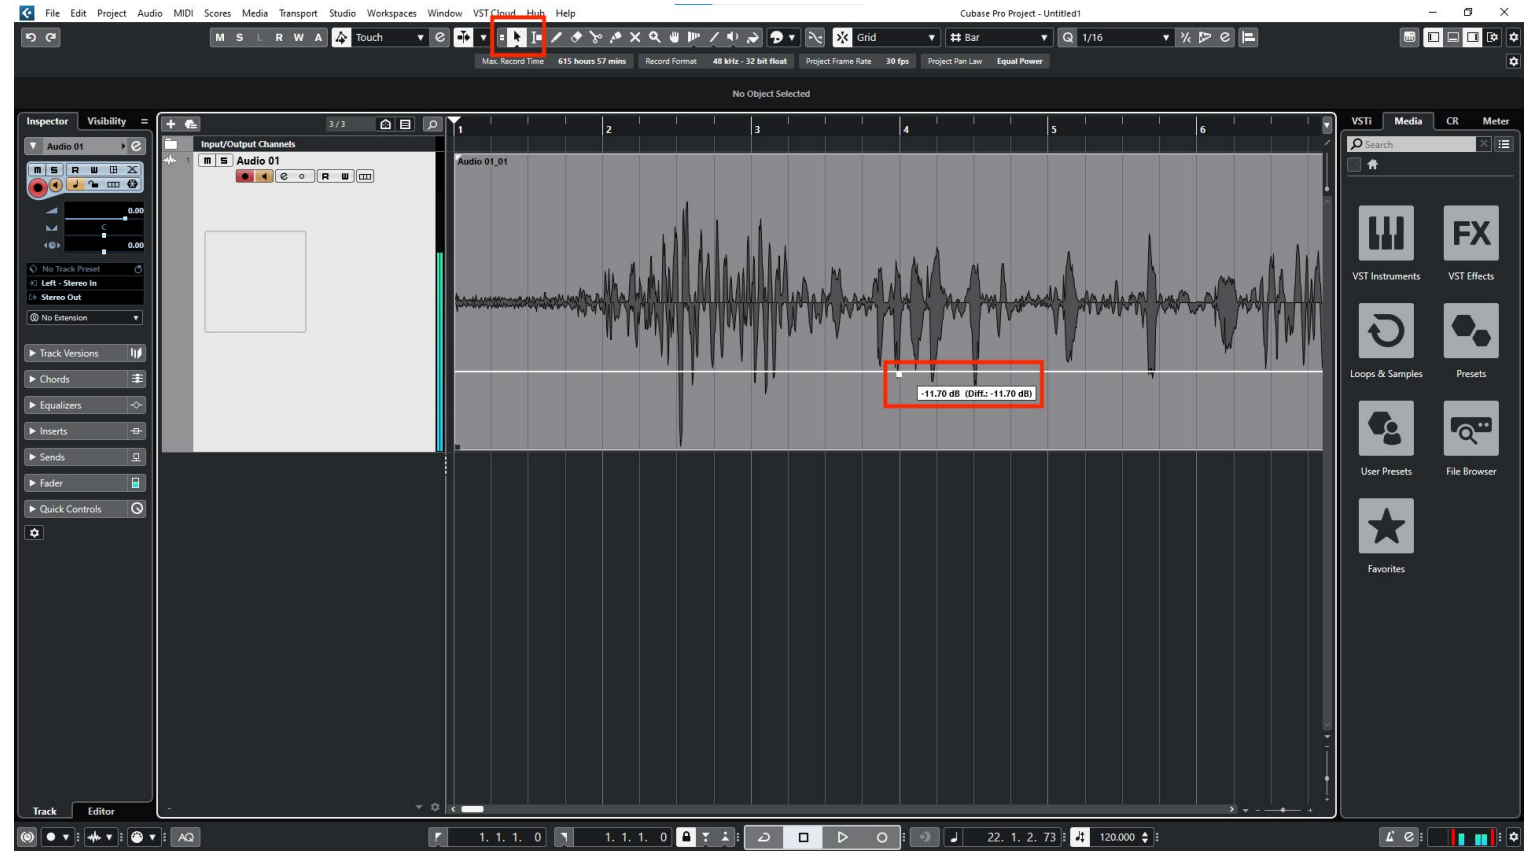 File Edit Project Audio MIDI Scores Media Transport Studio Workspaces Window VST Cloud Hub Help
Cubase Pro Project - Untitled1
M S L R W A Touch Grid Bar Q 1/16
Max. Record Time 615 hours 57 mins Record Format 48 kHz - 32 bit float Project Frame Rate 30 fps Project Pan Law Equal Power
No Object Selected
Inspector Visibility
3/3
1 2 3 4 5 6
VSTi Media CR Meter
Audio 01
Input/Output Channels
Search
1 m S Audio 01
Audio 01_01
m S R W
R W
0.00
C
0.00
No Track Preset
Left - Stereo In
Stereo Out
No Extension
Track Versions
Chords
Equalizers
Inserts
Sends
Fader
Quick Controls
-11.70 dB (Diff.: -11.70 dB)
FX
VST Instruments VST Effects
Loops & Samples Presets
User Presets File Browser
Favorites
Track Editor
AQ 1. 1. 1. 0 1. 1. 1. 0 22. 1. 2. 73 120.000